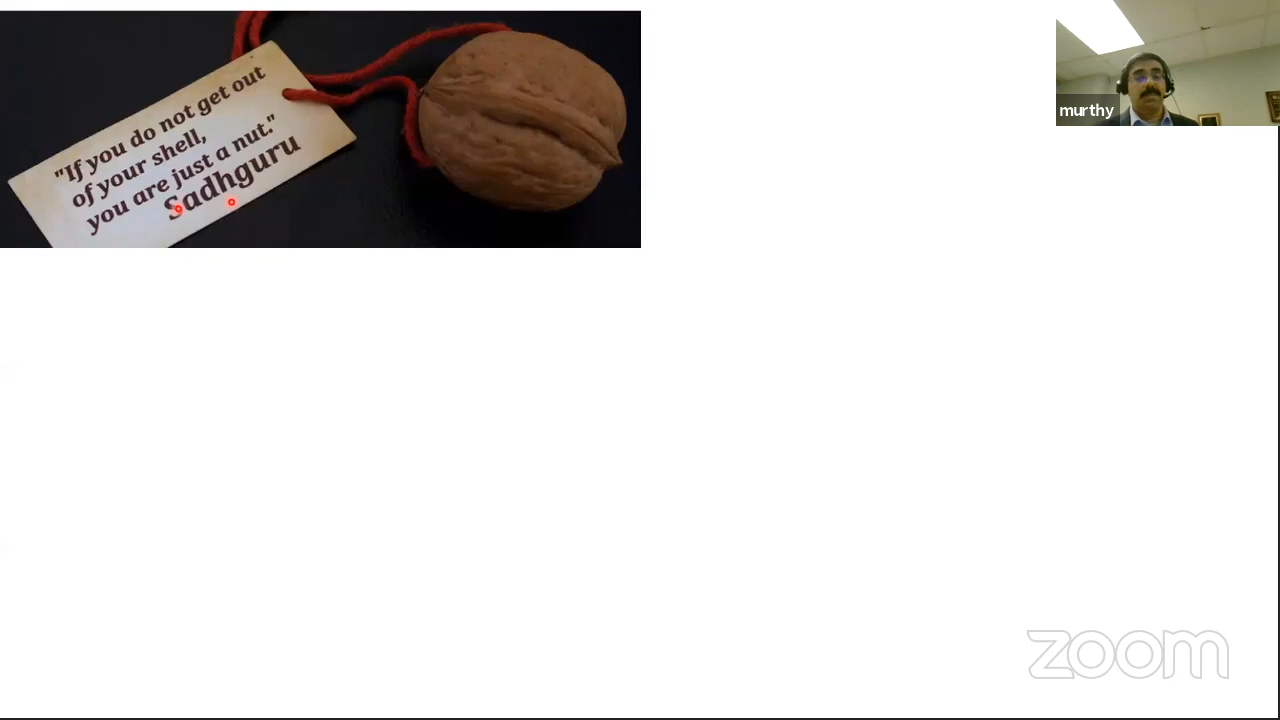 "If you do not get out
of your shell,
you are just a nut."
Sadhguru
murthy
zoom